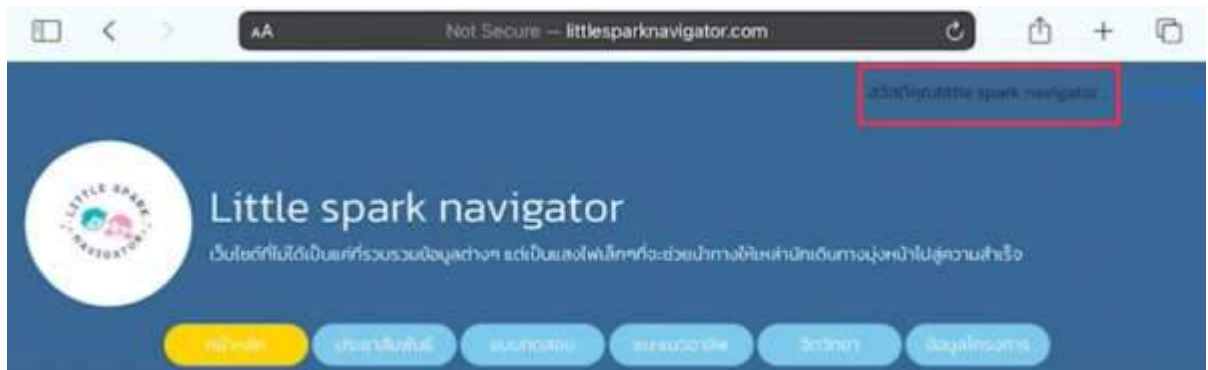 AA
Not Secure — littlesparknavigator.com
สวัสดีคุณlittle spark navigator
LITTLE SPARK NAVIGATOR
Little spark navigator
เว็บไซต์ที่ไม่ได้เป็นแค่ที่รวบรวมข้อมูลต่างๆ แต่เป็นแสงไฟเล็กๆที่จะช่วยนำทางให้เหล่านักเดินทางมุ่งหน้าไปสู่ความสำเร็จ
หน้าหลัก ประชาสัมพันธ์ แบบทดสอบ แนะแนวอาชีพ จิตวิทยา ข้อมูลโครงการ